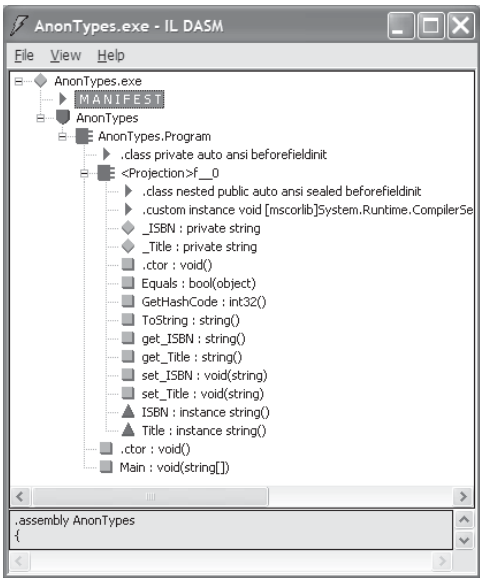 AnonTypes.exe - IL DASM
File View Help
AnonTypes.exe
MANIFEST
AnonTypes
AnonTypes.Program
.class private auto ansi beforefieldinit
<Projection>f__0
.class nested public auto ansi sealed beforefieldinit
.custom instance void [mscorlib]System.Runtime.CompilerSe
_ISBN : private string
_Title : private string
.ctor : void()
Equals : bool(object)
GetHashCode : int32()
ToString : string()
get_ISBN : string()
get_Title : string()
set_ISBN : void(string)
set_Title : void(string)
ISBN : instance string()
Title : instance string()
.ctor : void()
Main : void(string[])
.assembly AnonTypes
{